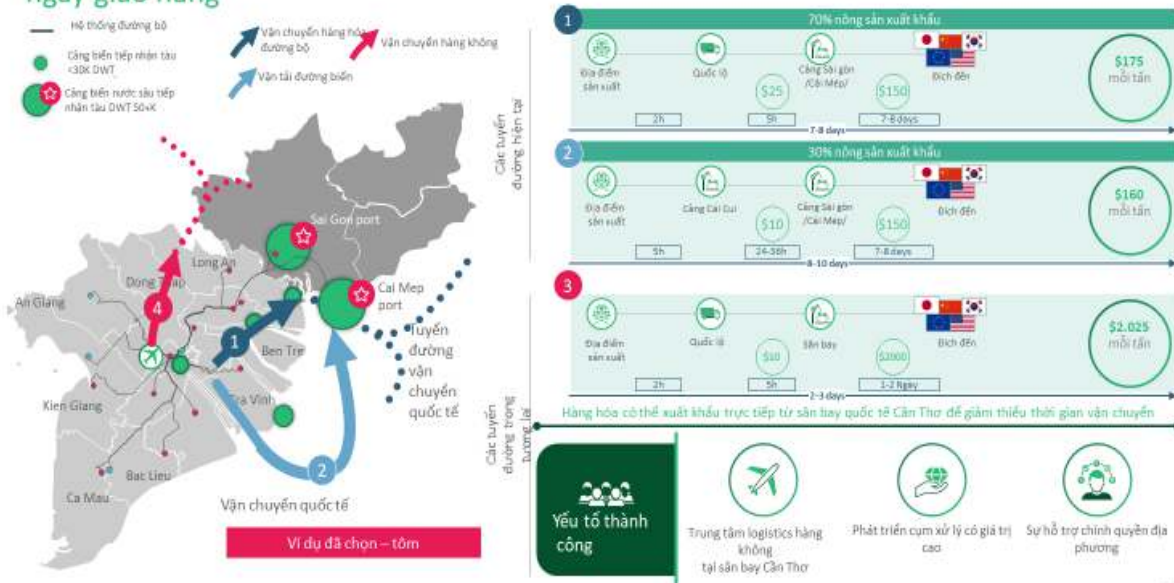 ngày giao hàng
Hệ thống đường bộ
Cảng biển tiếp nhận tàu
<30K DWT
Cảng biển nước sâu tiếp
nhận tàu DWT 50+K
Vận chuyển hàng hóa
đường bộ
Vận chuyển hàng không
Vận tải đường biển
Sai Gon port
Long An
Dong Thap
Cai Mep
port
An Giang
4
1
Ben Tre
Tuyến
đường
vận
chuyển
quốc tế
Kien Giang
Tra Vinh
2
Bac Lieu
Ca Mau
Vận chuyển quốc tế
Ví dụ đã chọn – tôm
Các tuyến
đường hiện tại
1
70% nông sản xuất khẩu
Địa điểm
sản xuất
Quốc lộ
Cảng Sài gòn
/Cái Mép/
Đích đến
$25
$150
$175
mỗi tấn
2h
5h
7-8 days
7-8 days
2
30% nông sản xuất khẩu
Địa điểm
sản xuất
Cảng Cái Cui
Cảng Sài gòn
/Cái Mép/
Đích đến
$10
$150
$160
mỗi tấn
5h
24-36h
7-8 days
8-10 days
Các tuyến
đường trong
tương lai
3
Địa điểm
sản xuất
Quốc lộ
Sân bay
Đích đến
$10
$2000
$2.025
mỗi tấn
2h
5h
1-2 Ngày
2-3 days
Hàng hóa có thể xuất khẩu trực tiếp từ sân bay quốc tế Cần Thơ để giảm thiểu thời gian vận chuyển
Yếu tố thành
công
Trung tâm logistics hàng
không
tại sân bay Cần Thơ
Phát triển cụm xử lý có giá trị
cao
Sự hỗ trợ chính quyền địa
phương